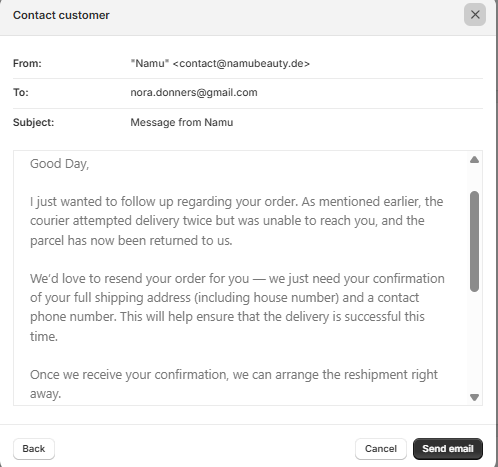 Contact customer
From: "Namu" <contact@namubeauty.de>
To: nora.donners@gmail.com
Subject: Message from Namu
Good Day,
I just wanted to follow up regarding your order. As mentioned earlier, the
courier attempted delivery twice but was unable to reach you, and the
parcel has now been returned to us.
We'd love to resend your order for you — we just need your confirmation
of your full shipping address (including house number) and a contact
phone number. This will help ensure that the delivery is successful this
time.
Once we receive your confirmation, we can arrange the reshipment right
away.
Back Cancel Send email